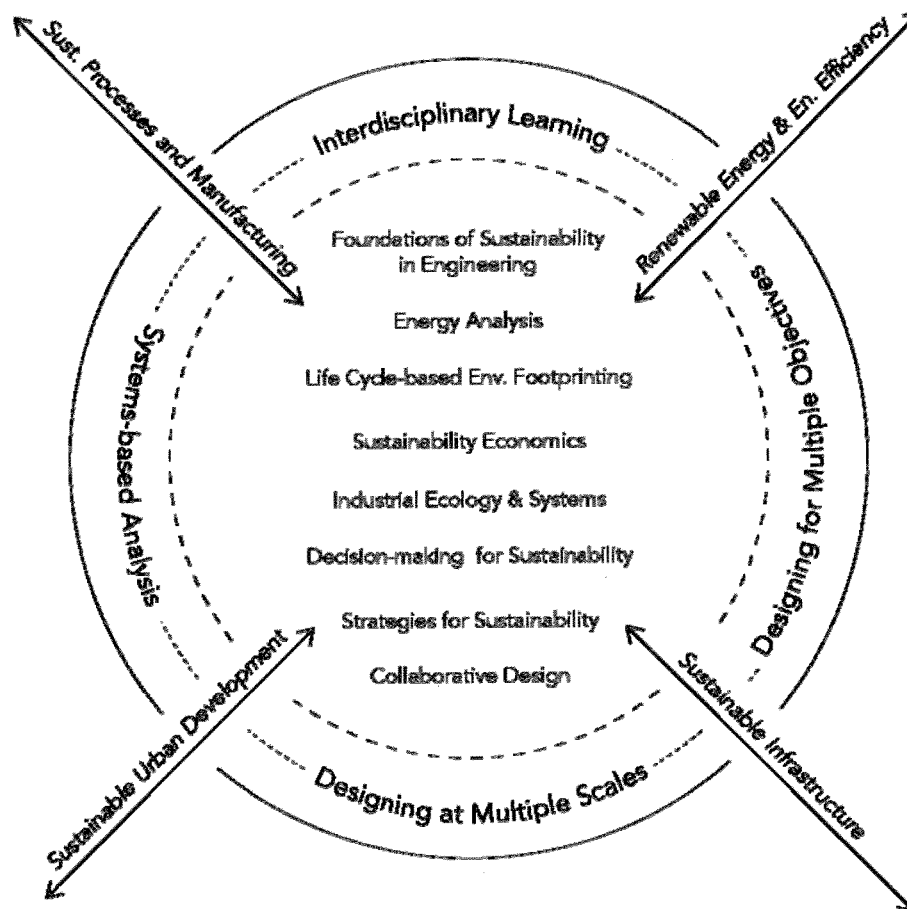 Sust. Processes and Manufacturing
Renewable Energy & En. Efficiency
Interdisciplinary Learning
Foundations of Sustainability
in Engineering
Energy Analysis
Life Cycle-based Env. Footprinting
Sustainability Economics
Industrial Ecology & Systems
Decision-making for Sustainability
Strategies for Sustainability
Collaborative Design
Systems-based Analysis
Designing for Multiple Objectives
Sustainable Urban Development
Sustainable Infrastructure
Designing at Multiple Scales